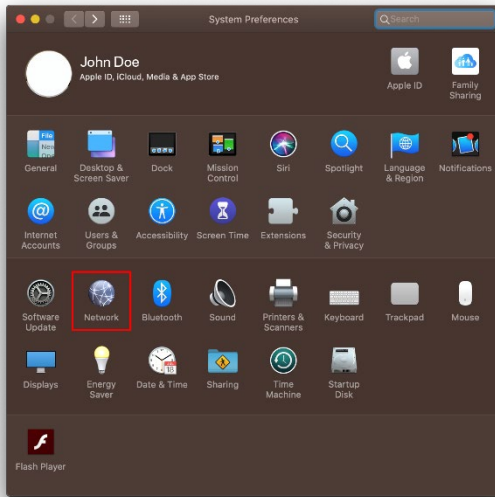 System Preferences
Search
John Doe
Apple ID, iCloud, Media & App Store
Apple ID
Family
Sharing
File
New
General
Desktop &
Screen Saver
Dock
Mission
Control
Siri
Spotlight
Language
& Region
Notifications
Internet
Accounts
Users &
Groups
Accessibility
Screen Time
Extensions
Security
& Privacy
Software
Update
Network
Bluetooth
Sound
Printers &
Scanners
Keyboard
Trackpad
Mouse
Displays
Energy
Saver
18
Date & Time
Sharing
Time
Machine
Startup
Disk
Flash Player